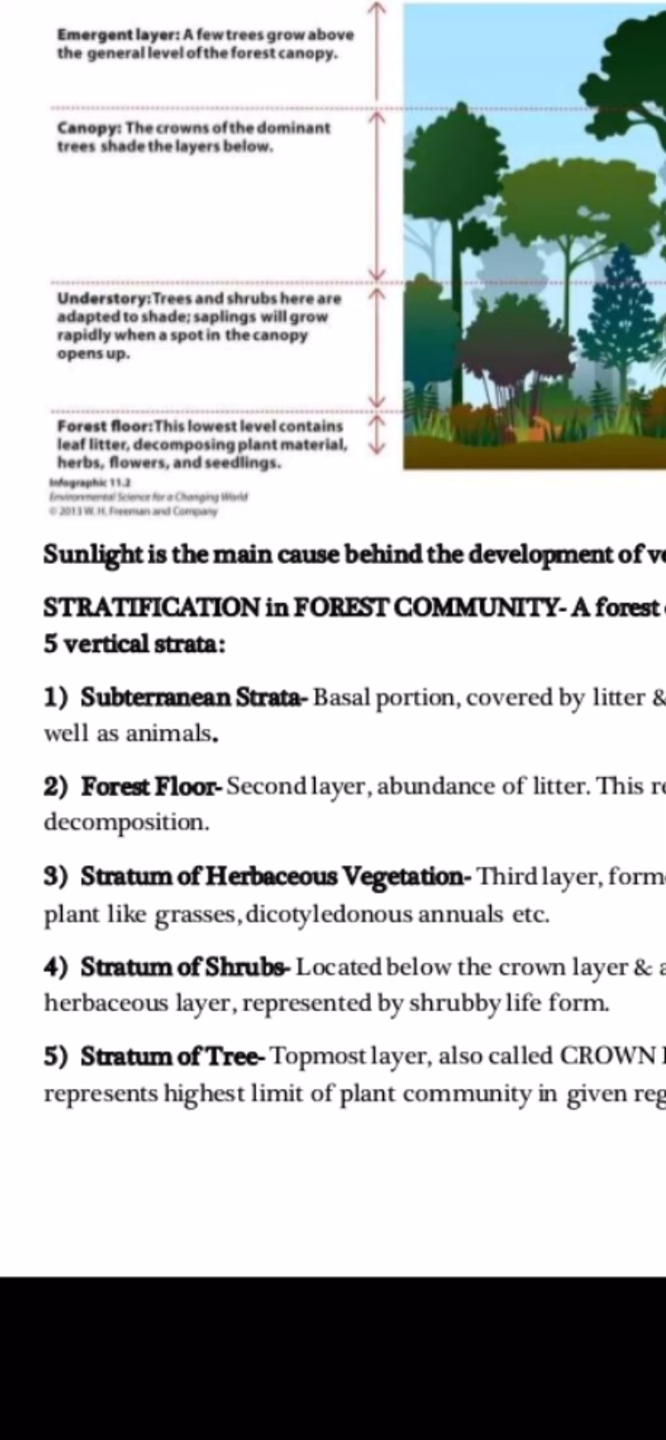 Emergent layer: A few trees grow above
the general level of the forest canopy.
Canopy: The crowns of the dominant
trees shade the layers below.
Understory: Trees and shrubs here are
adapted to shade; saplings will grow
rapidly when a spot in the canopy
opens up.
Forest floor: This lowest level contains
leaf litter, decomposing plant material,
herbs, flowers, and seedlings.
Infographic 11.2
Environmental Science for a Changing World
© 2013 W. H. Freeman and Company
Sunlight is the main cause behind the development of
STRATIFICATION in FOREST COMMUNITY- A forest
5 vertical strata:
1) Subterranean Strata- Basal portion, covered by litter &
well as animals.
2) Forest Floor- Second layer, abundance of litter. This
decomposition.
3) Stratum of Herbaceous Vegetation- Third layer,
plant like grasses, dicotyledonous annuals etc.
4) Stratum of Shrubs- Located below the crown layer &
herbaceous layer, represented by shrubby life form.
5) Stratum of Tree- Topmost layer, also called CROWN
represents highest limit of plant community in given